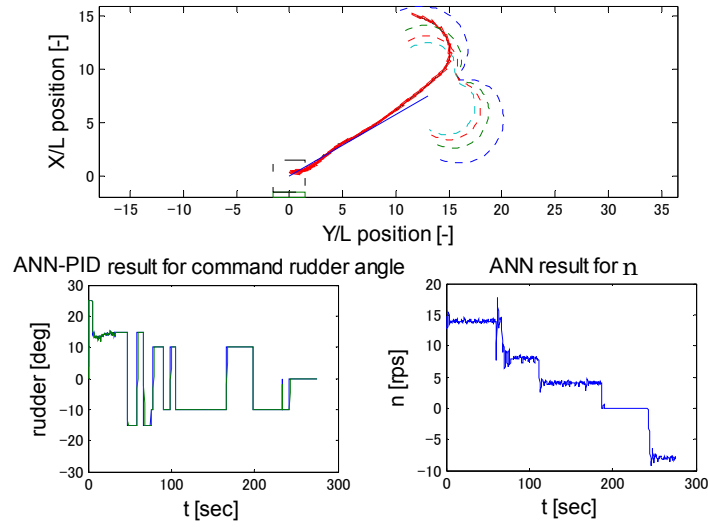 15
10
5
0
X/L position [-]
-15 -10 -5 0 5 10 15 20 25 30 35
Y/L position [-]
ANN-PID result for command rudder angle
30
20
10
0
-10
-20
-30
rudder [deg]
0 100 200 300
t [sec]
ANN result for n
20
15
10
5
0
-5
-10
n [rps]
0 100 200 300
t [sec]